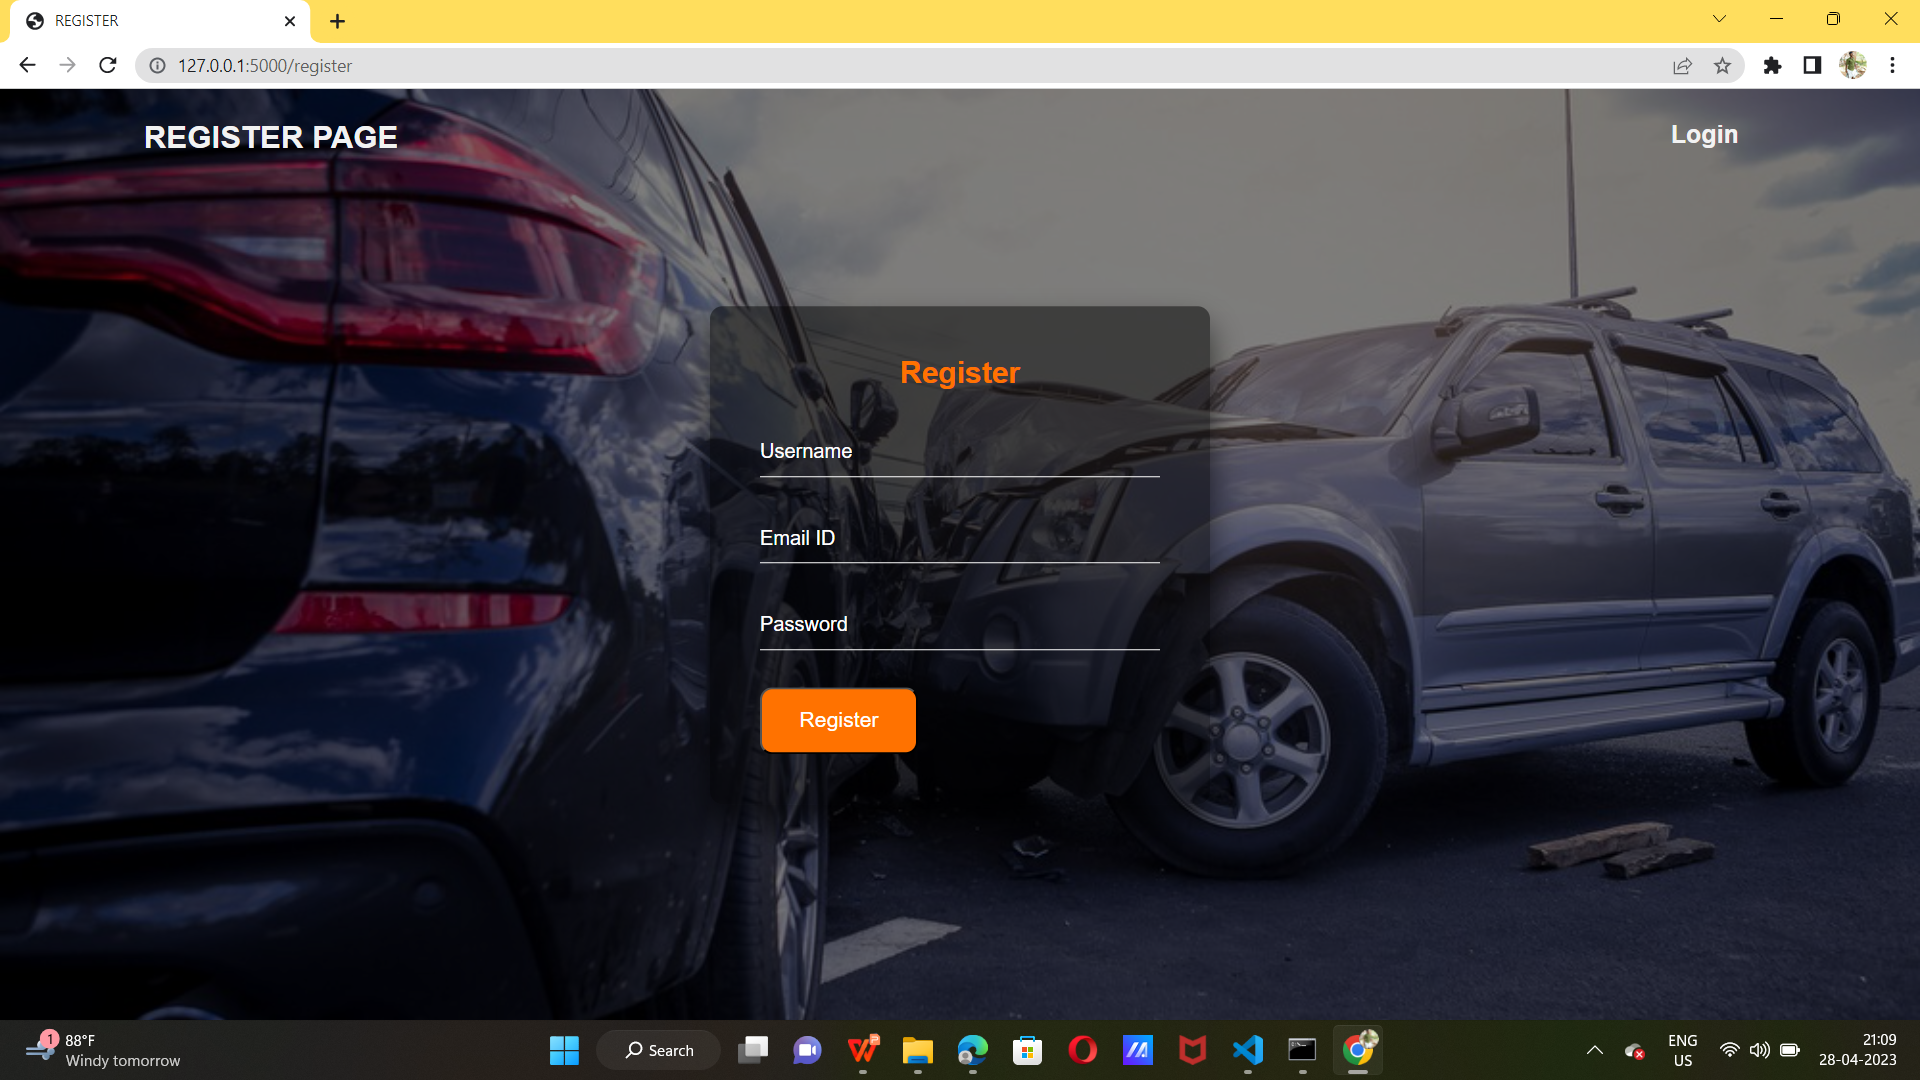 REGISTER
127.0.0.1:5000/register
REGISTER PAGE
Login
Register
Username
Email ID
Password
Register
1
88°F
Windy tomorrow
Search
ENG
US
21:09
28-04-2023